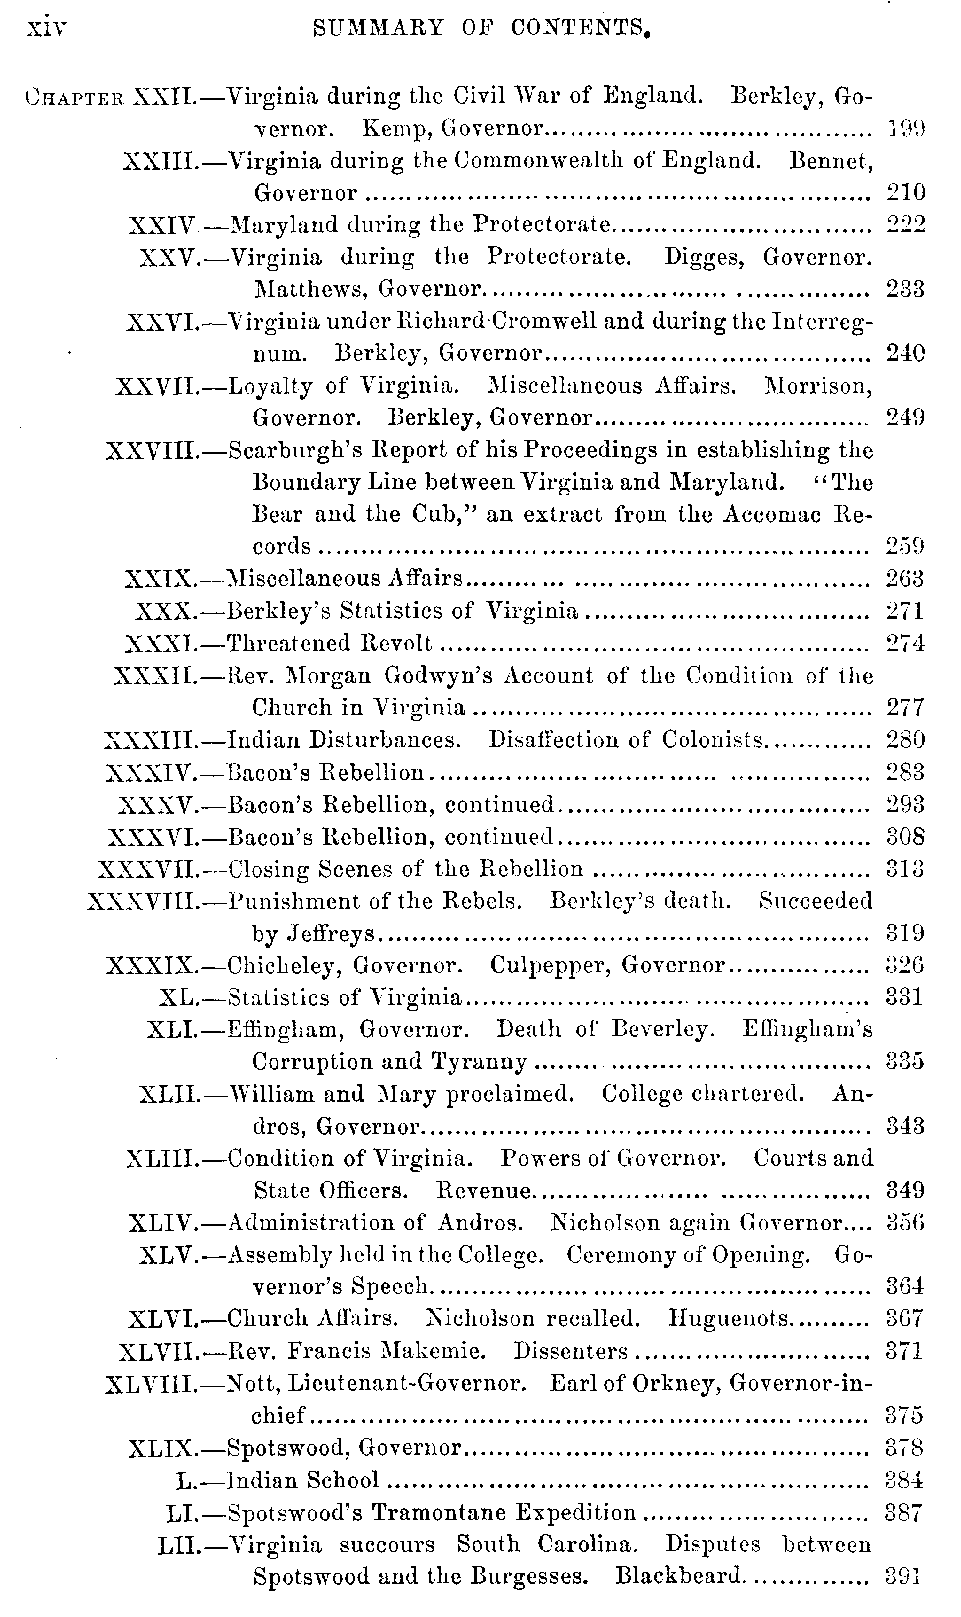 xiv SUMMARY OF CONTENTS.
CHAPTER XXII.—Virginia during the Civil War of England. Berkley, Go-
vernor. Kemp, Governor........................................ 199
XXIII.—Virginia during the Commonwealth of England. Bennet,
Governor ............................................................ 210
XXIV.—Maryland during the Protectorate.............................. 222
XXV.—Virginia during the Protectorate. Digges, Governor.
Matthews, Governor............................................. 233
XXVI.—Virginia under Richard Cromwell and during the Interreg-
num. Berkley, Governor....................................... 240
XXVII.—Loyalty of Virginia. Miscellaneous Affairs. Morrison,
Governor. Berkley, Governor................................. 249
XXVIII.—Scarburgh's Report of his Proceedings in establishing the
Boundary Line between Virginia and Maryland. "The
Bear and the Cub," an extract from the Accomac Re-
cords .................................................................. 259
XXIX.—Miscellaneous Affairs................................................ 263
XXX.—Berkley's Statistics of Virginia .................................. 271
XXXI.—Threatened Revolt .................................................. 274
XXXII.—Rev. Morgan Godwyn's Account of the Condition of the
Church in Virginia ................................................ 277
XXXIII.—Indian Disturbances. Disaffection of Colonists............. 280
XXXIV.—Bacon's Rebellion.................................................... 283
XXXV.—Bacon's Rebellion, continued..................................... 293
XXXVI.—Bacon's Rebellion, continued..................................... 308
XXXVII.—Closing Scenes of the Rebellion ................................. 313
XXXVIII.—Punishment of the Rebels. Berkley's death. Succeeded
by Jeffreys........................................................... 319
XXXIX.—Chicheley, Governor. Culpepper, Governor................. 326
XL.—Statistics of Virginia................................................ 331
XLI.—Effingham, Governor. Death of Beverley. Effingham's
Corruption and Tyranny ........................................ 335
XLII.—William and Mary proclaimed. College chartered. An-
dros, Governor..................................................... 343
XLIII.—Condition of Virginia. Powers of Governor. Courts and
State Officers. Revenue........................................ 349
XLIV.—Administration of Andros. Nicholson again Governor.... 356
XLV.—Assembly held in the College. Ceremony of Opening. Go-
vernor's Speech.................................................... 364
XLVI.—Church Affairs. Nicholson recalled. Huguenots.......... 367
XLVII.—Rev. Francis Makemie. Dissenters ............................ 371
XLVIII.—Nott, Lieutenant-Governor. Earl of Orkney, Governor-in-
chief................................................................... 375
XLIX.—Spotswood, Governor................................................ 378
L.—Indian School ......................................................... 384
LI.—Spotswood's Tramontane Expedition ........................... 387
LII.—Virginia succours South Carolina. Disputes between
Spotswood and the Burgesses. Blackbeard............... 391